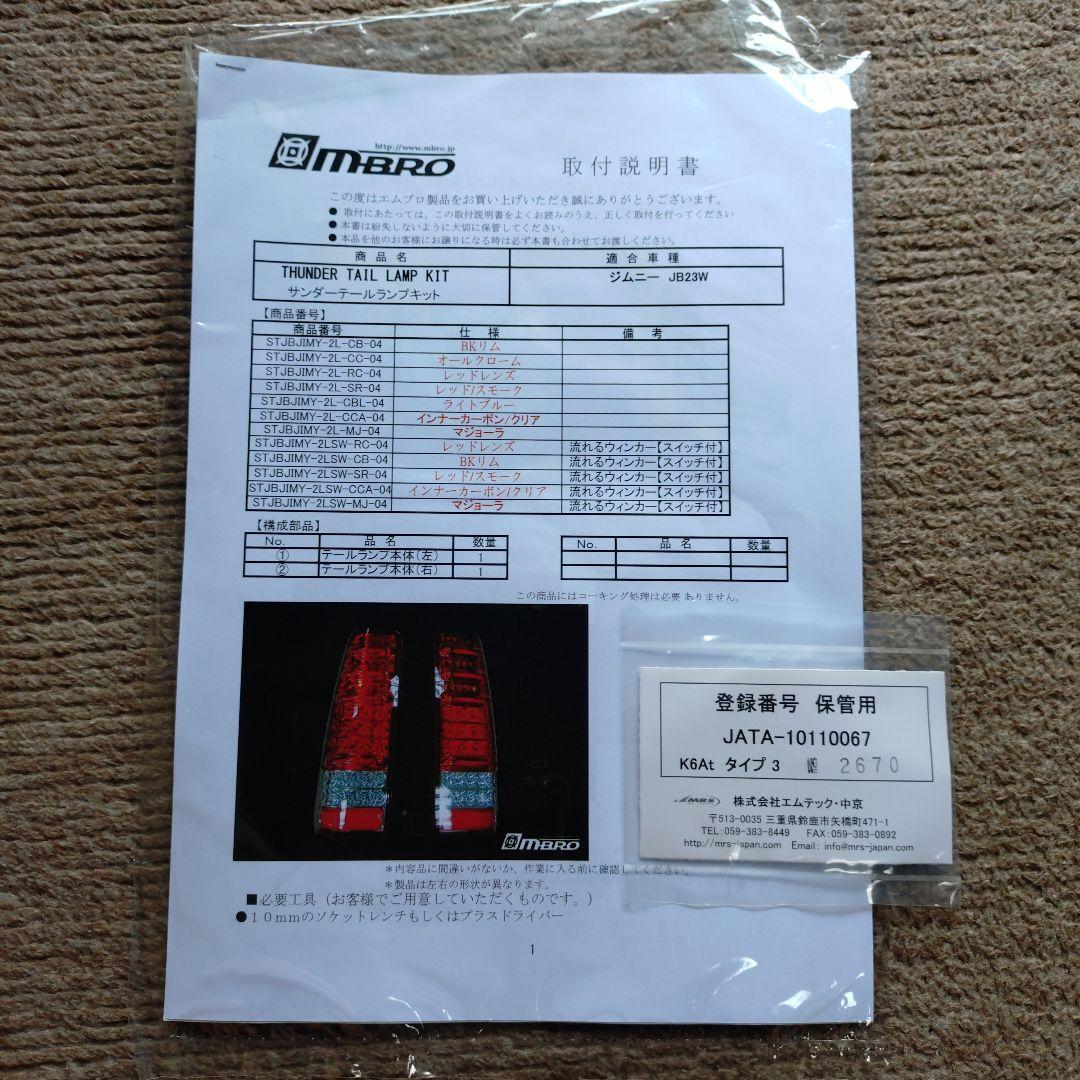 http://www.mbro.jp
M-BRO 取付説明書
この度はエムブロ製品をお買い上げいただき誠にありがとうございます。
● 取付にあたっては、この取付説明書をよくお読みのうえ、正しく取付を行ってください
● 本書は紛失しないように大切に保管してください。
● 本品を他のお客様にお譲りになる時は必ず本書も合わせてお渡しください。
商品名 適合車種
THUNDER TAIL LAMP KIT ジムニー JB23W
サンダーテールランプキット
【商品番号】
商品番号 仕様 備考
STJBJIMY-2L-CB-04 BKリム
STJBJIMY-2L-CC-04 オールクローム
STJBJIMY-2L-RC-04 レッドレンズ
STJBJIMY-2L-SR-04 レッド/スモーク
STJBJIMY-2L-CBL-04 ライトブルー
STJBJIMY-2L-CCA-04 インナーカーボン/クリア
STJBJIMY-2L-MJ-04 マジョーラ
STJBJIMY-2LSW-RC-04 レッドレンズ 流れるウィンカー【スイッチ付】
STJBJIMY-2LSW-CB-04 BKリム 流れるウィンカー【スイッチ付】
STJBJIMY-2LSW-SR-04 レッド/スモーク 流れるウィンカー【スイッチ付】
STJBJIMY-2LSW-CCA-04 インナーカーボン/クリア 流れるウィンカー【スイッチ付】
STJBJIMY-2LSW-MJ-04 マジョーラ 流れるウィンカー【スイッチ付】
【構成部品】
No. 品名 数量 No. 品名 数量
① テールランプ本体(左) 1
② テールランプ本体(右) 1
この商品にはコーキング処理は必要ありません。
M-BRO
＊内容品に間違いがないか、作業に入る前に確認してください。
＊製品は左右の形状が異なります。
■必要工具（お客様でご用意していただくものです。）
●10mmのソケットレンチもしくはプラスドライバー
1
登録番号 保管用
JATA-10110067
K6At タイプ3 № 2670
MRS 株式会社エムテック・中京
〒513-0035 三重県鈴鹿市矢橋町471-1
TEL:059-383-8449 FAX:059-383-0892
http://mrs-japan.com Email: info@mrs-japan.com